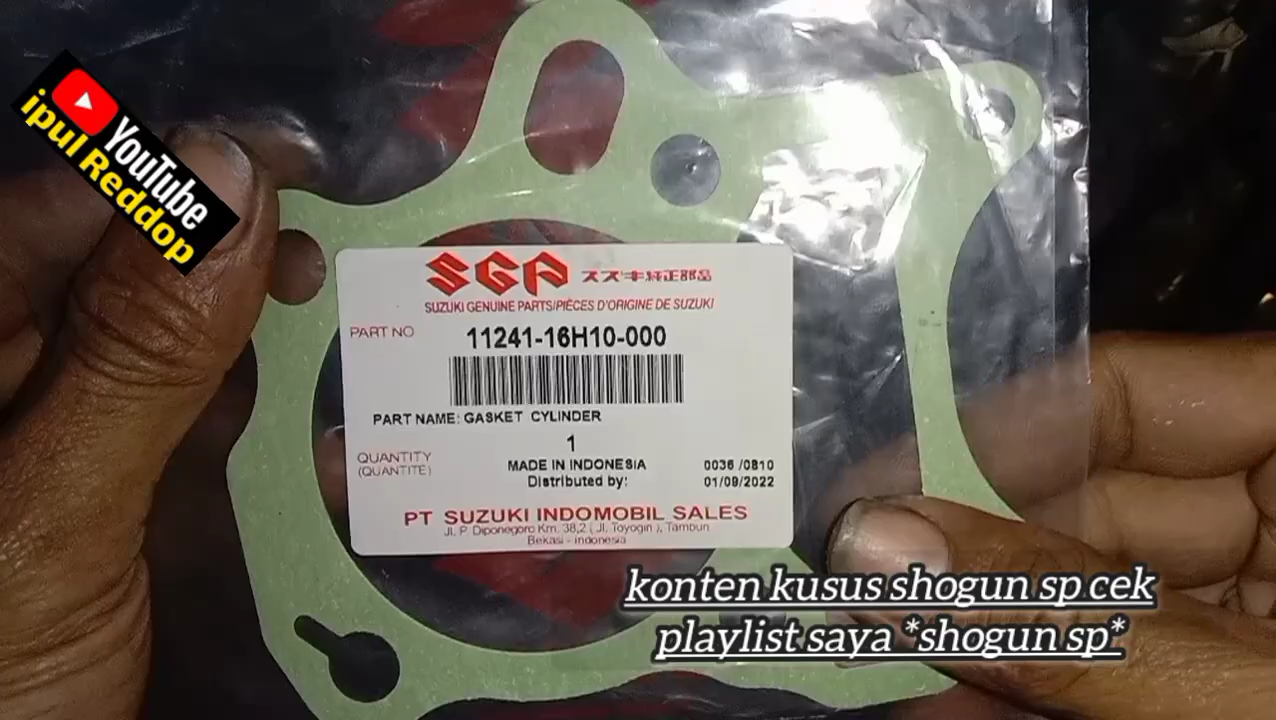 YouTube
ipul Reddop
SGP スズキ純正部品
SUZUKI GENUINE PARTS/PIÈCES D'ORIGINE DE SUZUKI
PART NO 11241-16H10-000
PART NAME: GASKET CYLINDER
1
QUANTITY
(QUANTITE)
MADE IN INDONESIA 0036 /0810
Distributed by: 01/09/2022
PT SUZUKI INDOMOBIL SALES
Jl. P. Diponegoro Km. 38,2 ( Jl. Toyogiri ), Tambun
Bekasi - Indonesia
konten kusus shogun sp cek
playlist saya *shogun sp*